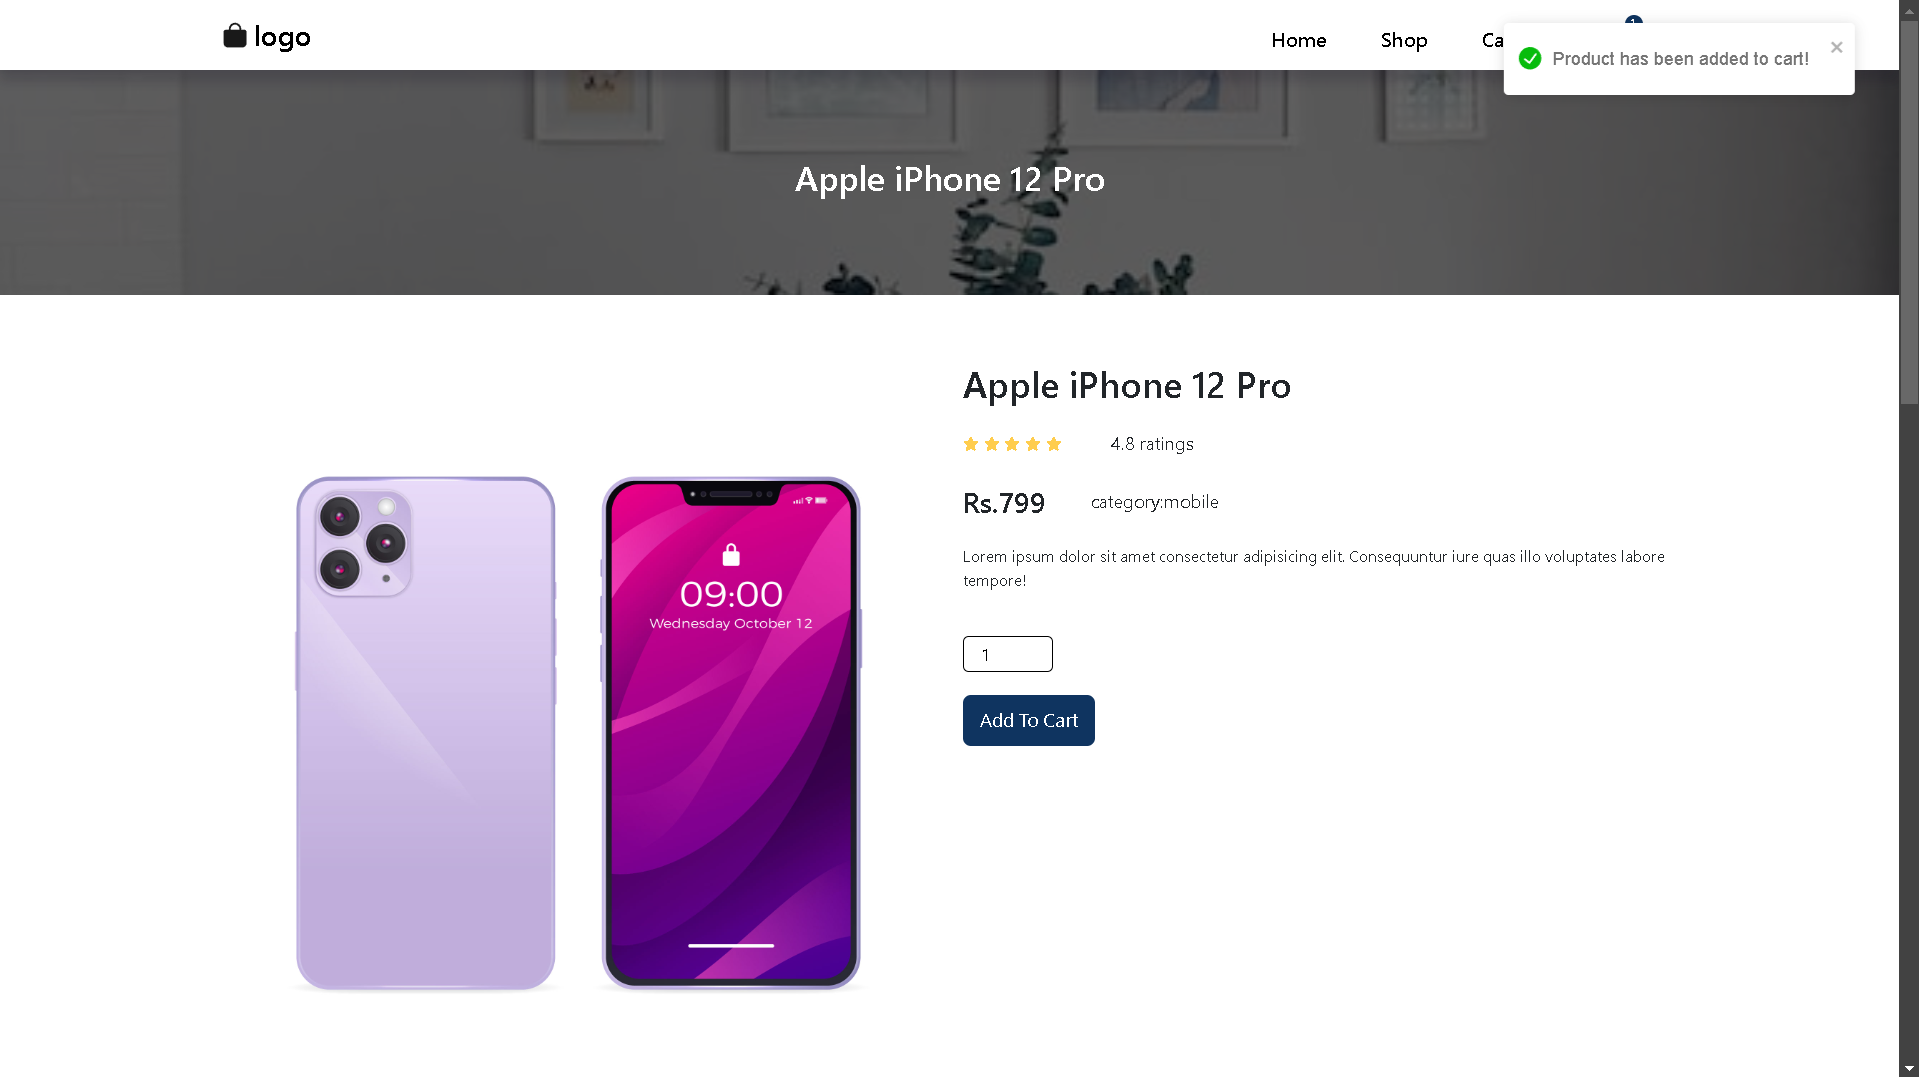 logo
Home
Shop
Product has been added to cart!
Apple iPhone 12 Pro
Apple iPhone 12 Pro
4.8 ratings
Rs.799
category:mobile
Lorem ipsum dolor sit amet consectetur adipisicing elit. Consequuntur iure quas illo voluptates labore
tempore!
1
Add To Cart
09:00
Wednesday October 12